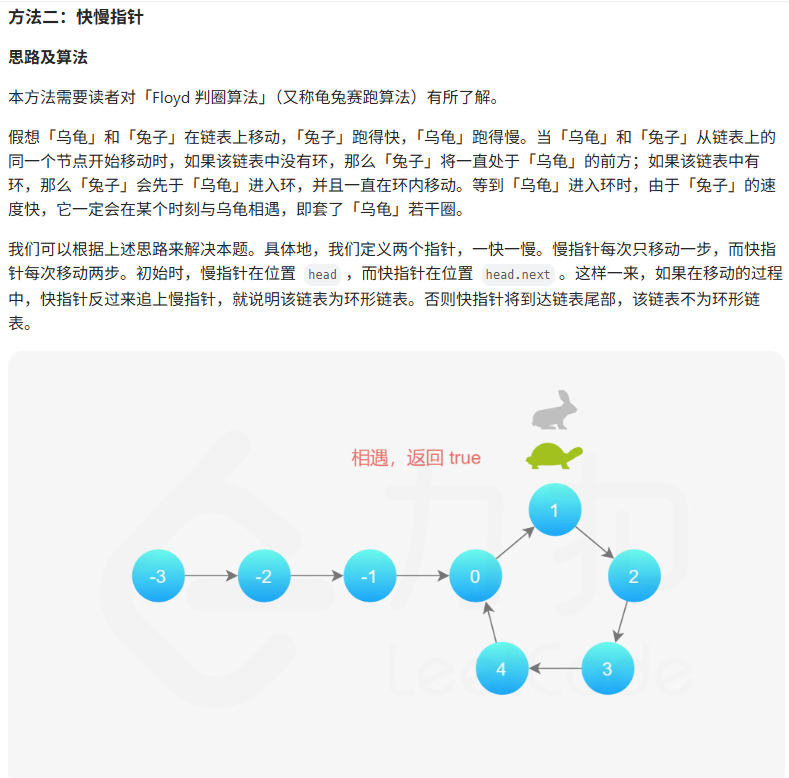 方法二：快慢指针
思路及算法
本方法需要读者对「Floyd 判圈算法」（又称龟兔赛跑算法）有所了解。
假想「乌龟」和「兔子」在链表上移动，「兔子」跑得快，「乌龟」跑得慢。当「乌龟」和「兔子」从链表上的
同一个节点开始移动时，如果该链表中没有环，那么「兔子」将一直处于「乌龟」的前方；如果该链表中有
环，那么「兔子」会先于「乌龟」进入环，并且一直在环内移动。等到「乌龟」进入环时，由于「兔子」的速
度快，它一定会在某个时刻与乌龟相遇，即套了「乌龟」若干圈。
我们可以根据上述思路来解决本题。具体地，我们定义两个指针，一快一慢。慢指针每次只移动一步，而快指
针每次移动两步。初始时，慢指针在位置 head ，而快指针在位置 head.next 。这样一来，如果在移动的过程
中，快指针反过来追上慢指针，就说明该链表为环形链表。否则快指针将到达链表尾部，该链表不为环形链
表。
相遇，返回 true
1
-3 -2 -1 0 2
4 3
力扣
LeetCode